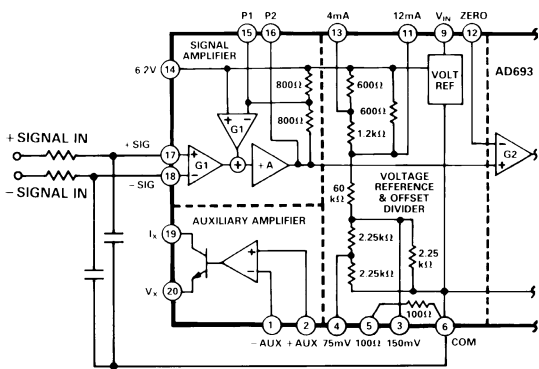 P1 P2 4mA 12mA VIN ZERO
15 16 13 11 9 12
SIGNAL
AMPLIFIER
AD693
6.2V 14
800Ω
600Ω
VOLT
REF
600Ω
800Ω
1.2kΩ
+ -
G1
+ SIGNAL IN
+SIG
17
+
G1
+
+A
-
G2
+
- SIGNAL IN
-SIG
18
-
60
kΩ
VOLTAGE
REFERENCE
& OFFSET
DIVIDER
AUXILIARY AMPLIFIER
IX 19
+
-
2.25kΩ
2.25
kΩ
2.25kΩ
VX 20
100Ω
1 2 4 5 3 6
- AUX + AUX 75mV 100Ω 150mV COM